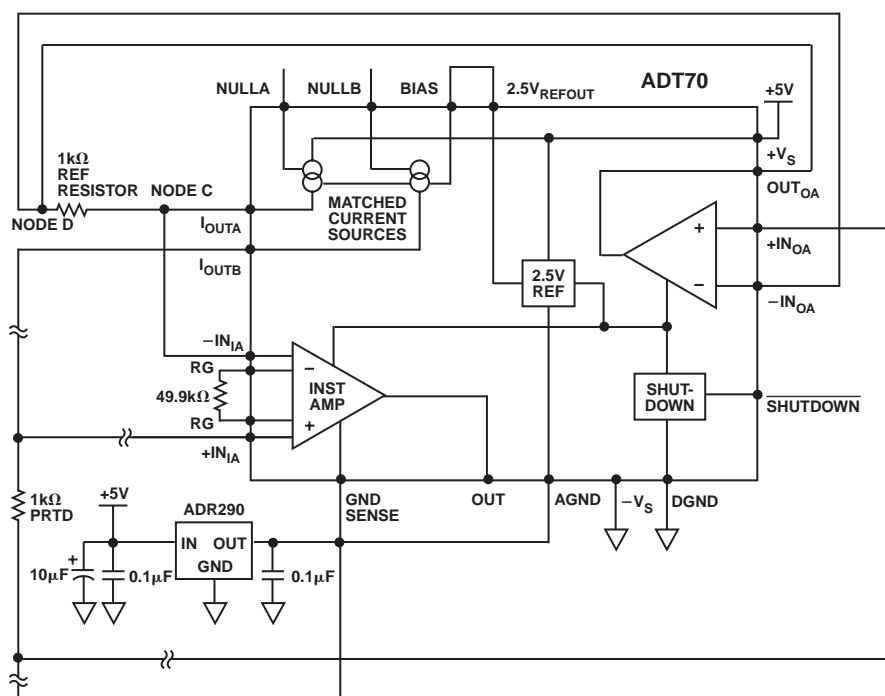 NULLA NULLB BIAS 2.5VREFOUT ADT70
+5V
+VS
1kΩ
REF
RESISTOR
NODE C
NODE D
IOUTA
MATCHED
CURRENT
SOURCES
OUTOA
IOUTB
+
+INOA
2.5V
REF
−
−INOA
−INIA
RG
−
49.9kΩ
INST
AMP
SHUT-
DOWN
SHUTDOWN
RG
+
+INIA
1kΩ
PRTD
+5V
ADR290
GND
SENSE
OUT
AGND
−VS
DGND
IN OUT
GND
+
10μF
0.1μF
0.1μF